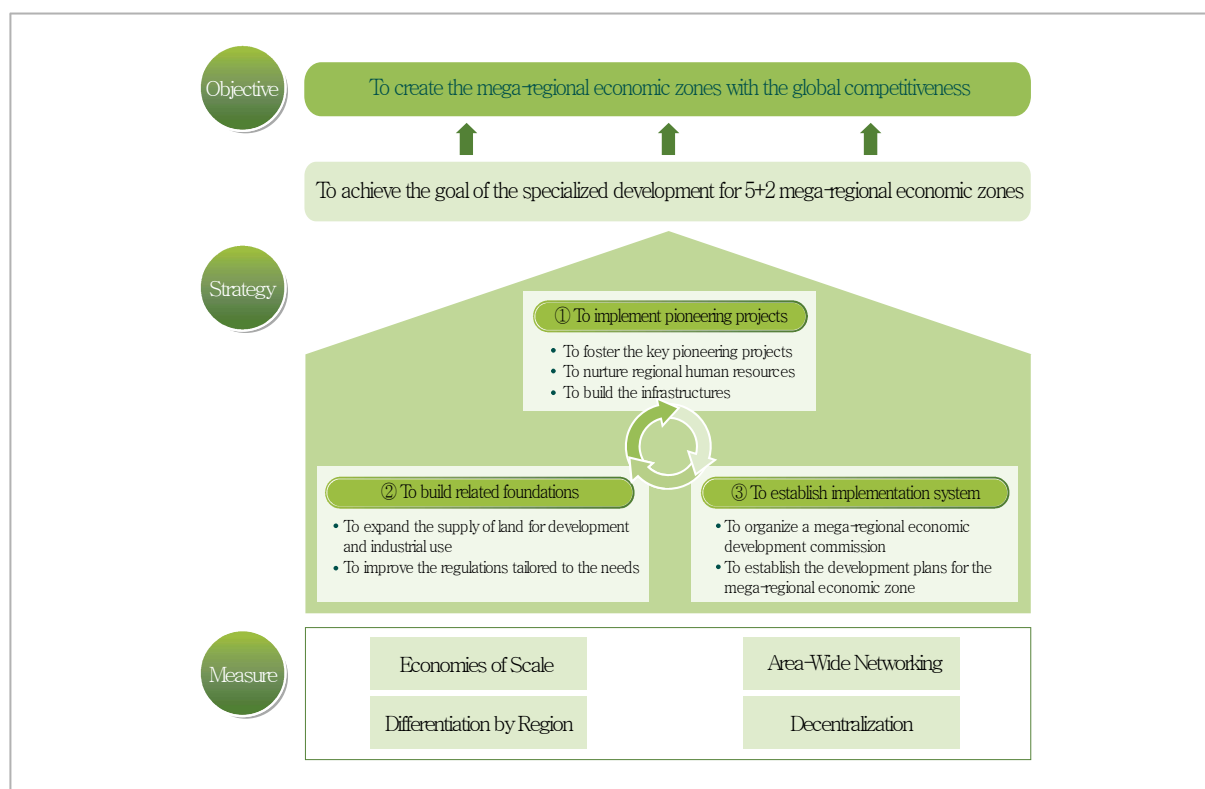 Objective
To create the mega-regional economic zones with the global competitiveness
To achieve the goal of the specialized development for 5+2 mega-regional economic zones
Strategy
① To implement pioneering projects
• To foster the key pioneering projects
• To nurture regional human resources
• To build the infrastructures
② To build related foundations
• To expand the supply of land for development
and industrial use
• To improve the regulations tailored to the needs
③ To establish implementation system
• To organize a mega-regional economic
development commission
• To establish the development plans for the
mega-regional economic zone
Measure
Economies of Scale
Area-Wide Networking
Differentiation by Region
Decentralization